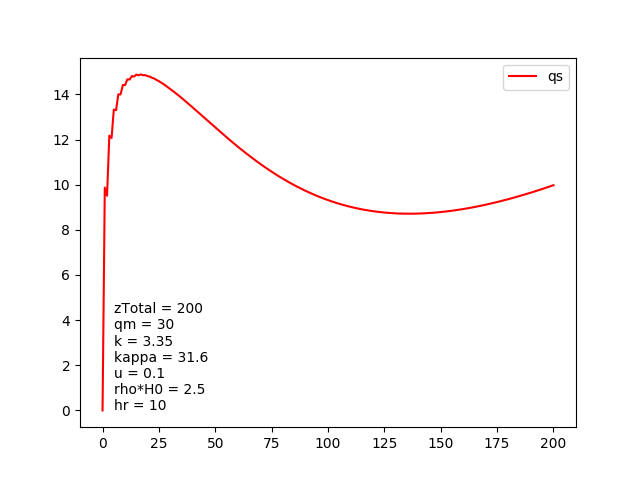 qs
14
12
10
8
6
4
2
0
zTotal = 200
qm = 30
k = 3.35
kappa = 31.6
u = 0.1
rho*H0 = 2.5
hr = 10
0 25 50 75 100 125 150 175 200